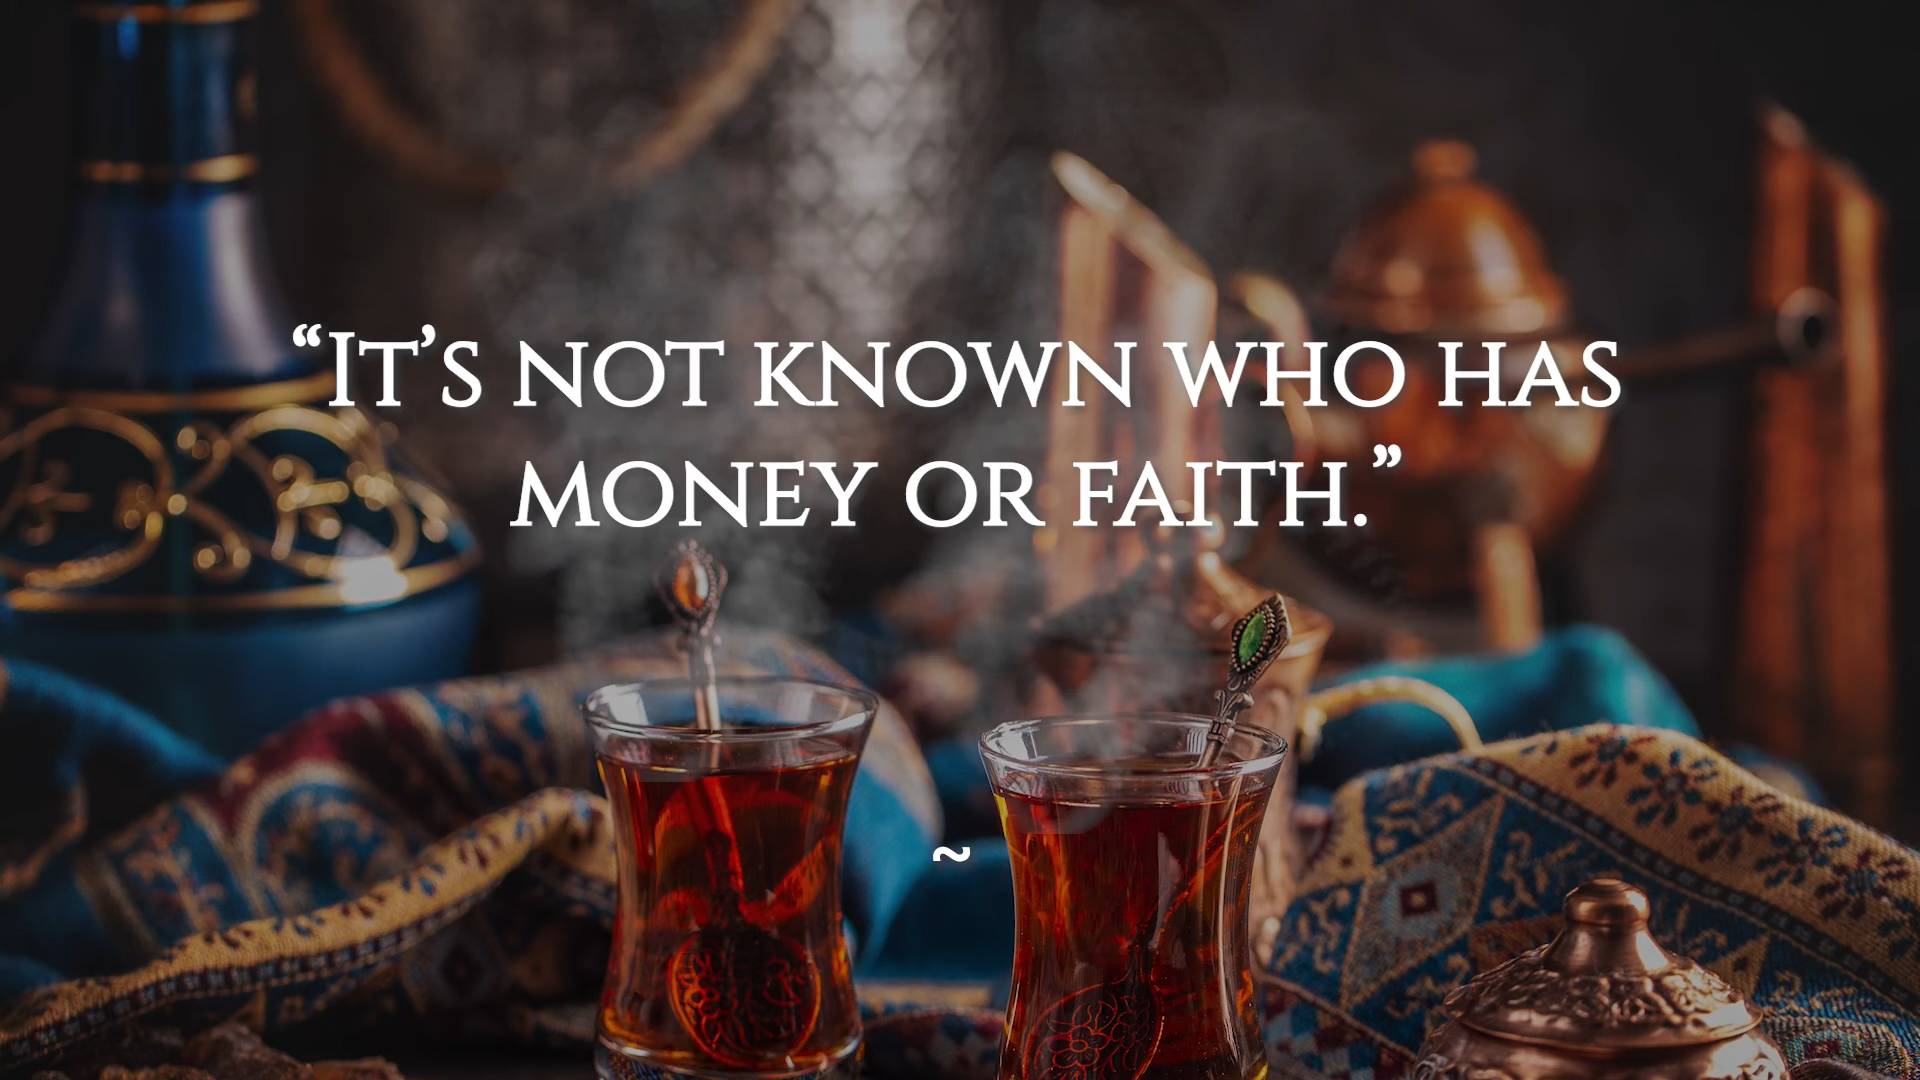 “It’s not known who has
money or faith.”
~